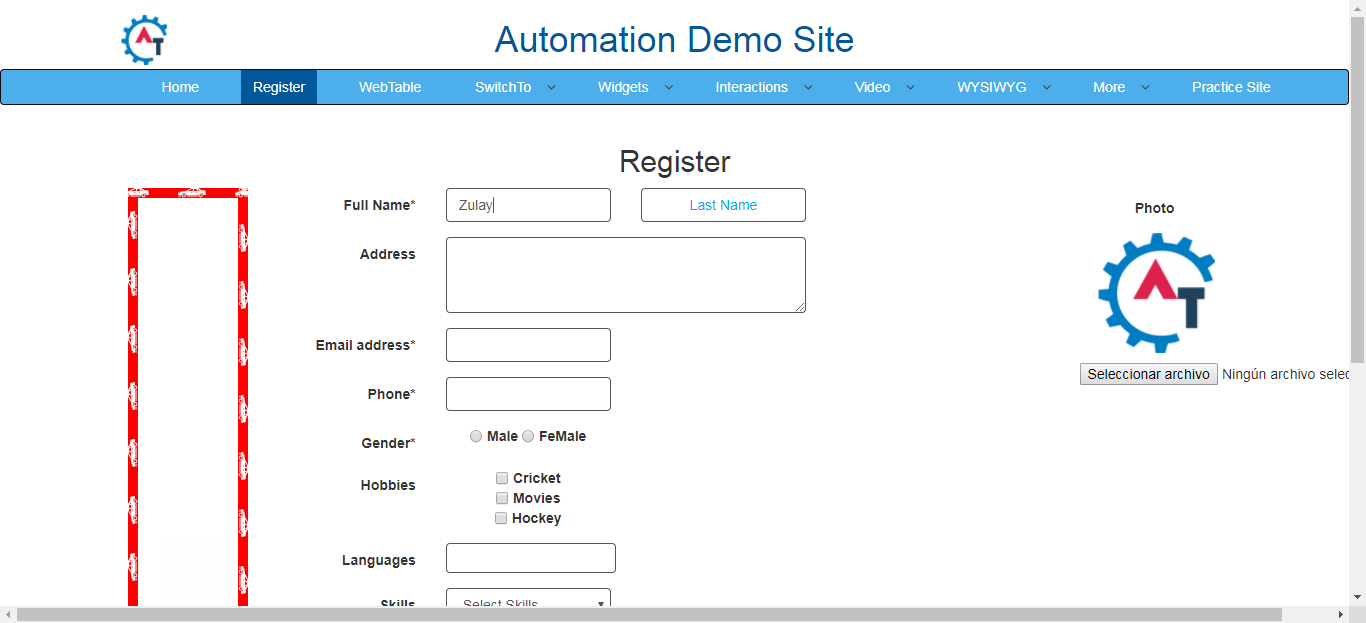 AT
Automation Demo Site
Home Register WebTable SwitchTo Widgets Interactions Video WYSIWYG More Practice Site
Register
Full Name* Zulay Last Name
Photo
Address
AT
Email address*
Seleccionar archivo Ningún archivo selec
Phone*
Gender* Male FeMale
Hobbies Cricket
Movies
Hockey
Languages
Skills Select Skills